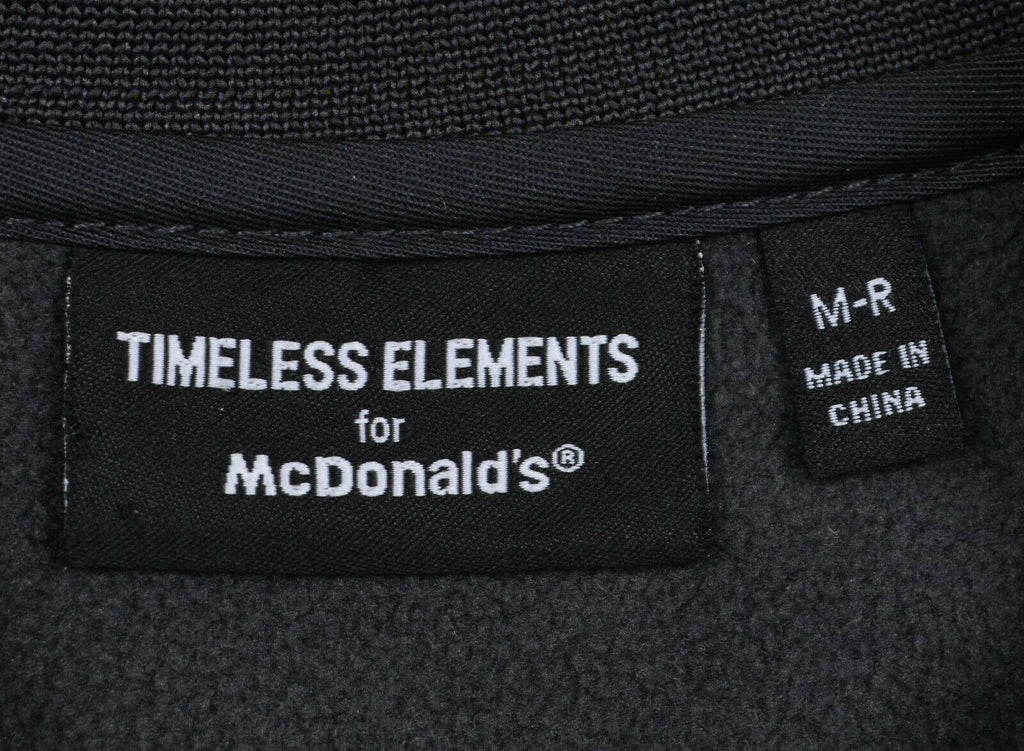 TIMELESS ELEMENTS
for
McDonald's®
M-R
MADE IN
CHINA